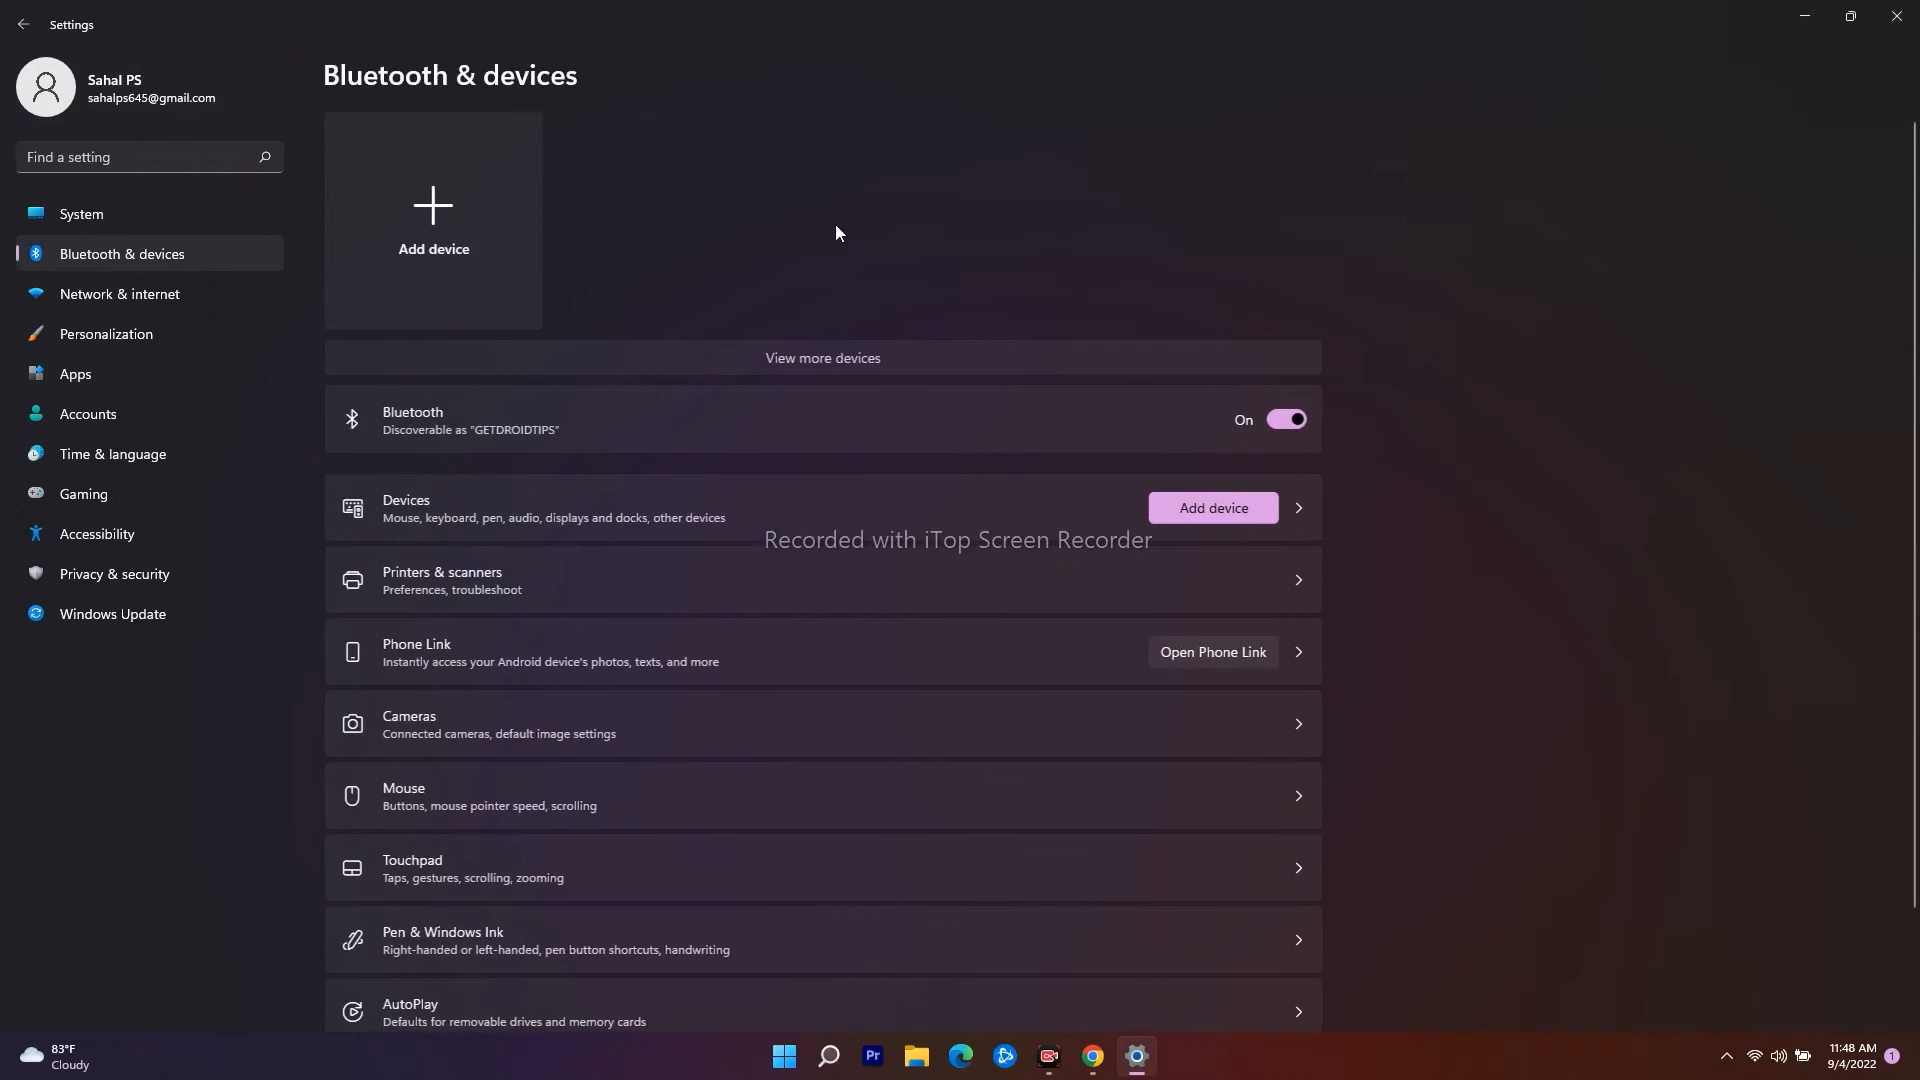 Settings
Sahal PS
sahalps645@gmail.com
Find a setting
System
Bluetooth & devices
Network & internet
Personalization
Apps
Accounts
Time & language
Gaming
Accessibility
Privacy & security
Windows Update
Bluetooth & devices
Add device
View more devices
Bluetooth
Discoverable as "GETDROIDTIPS"
On
Devices
Mouse, keyboard, pen, audio, displays and docks, other devices
Add device
Recorded with iTop Screen Recorder
Printers & scanners
Preferences, troubleshoot
Phone Link
Instantly access your Android device's photos, texts, and more
Open Phone Link
Cameras
Connected cameras, default image settings
Mouse
Buttons, mouse pointer speed, scrolling
Touchpad
Taps, gestures, scrolling, zooming
Pen & Windows Ink
Right-handed or left-handed, pen button shortcuts, handwriting
AutoPlay
Defaults for removable drives and memory cards
83°F
Cloudy
Pr
11:48 AM
9/4/2022
1